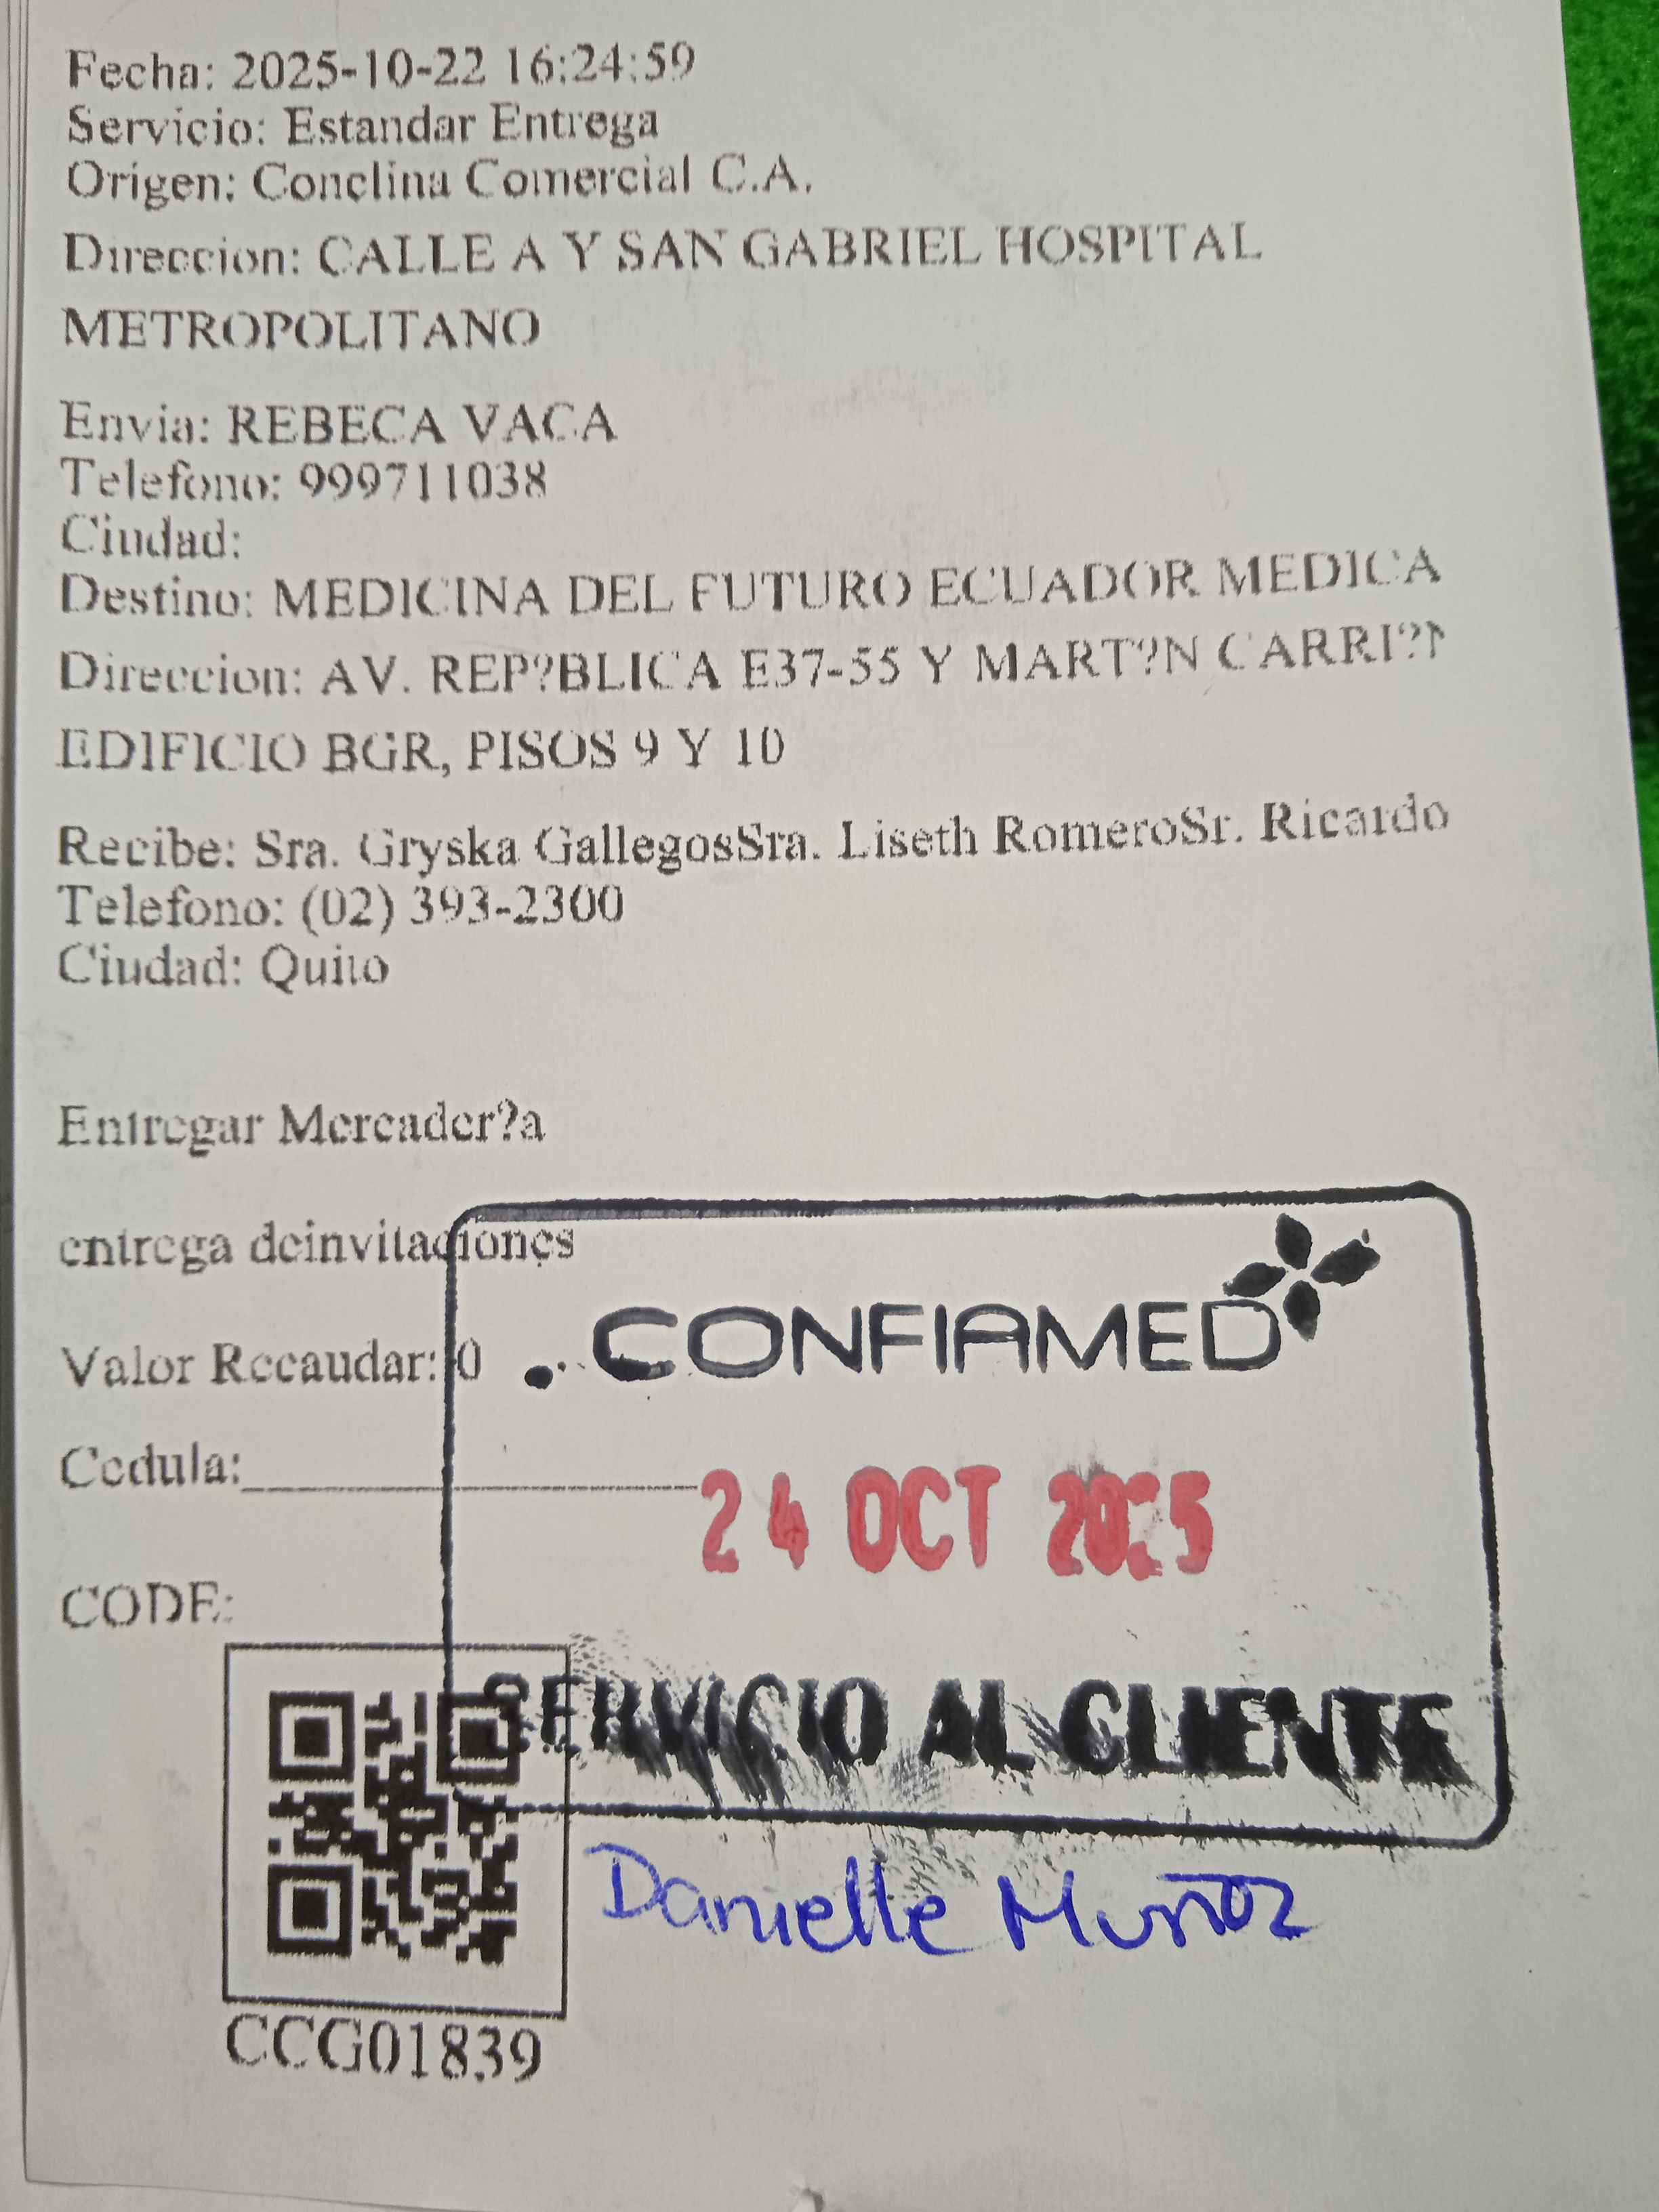 Fecha: 2025-10-22 16:24:59
Servicio: Estandar Entrega
Origen: Conclina Comercial C.A.
Direccion: CALLE A Y SAN GABRIEL HOSPITAL
METROPOLITANO
Envia: REBECA VACA
Telefono: 999711038
Ciudad:
Destino: MEDICINA DEL FUTURO ECUADOR MEDICA
Direccion: AV. REP?BLICA E37-55 Y MART?N CARRI?N
EDIFICIO BGR, PISOS 9 Y 10
Recibe: Sra. Gryska GallegosSra. Liseth RomeroSr. Ricardo
Telefono: (02) 393-2300
Ciudad: Quito
Entregar Mercader?a
entrega deinvitaciones
Valor Recaudar: 0
CONFIAMED
Cedula:
24 OCT 2025
CODE:
SERVICIO AL CLIENTE
Danielle Muñoz
CCG01839